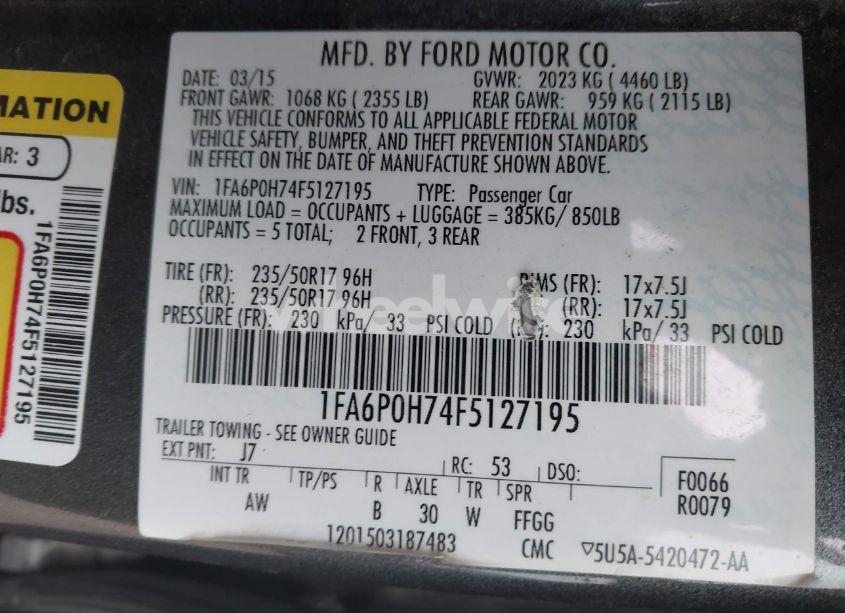 MATION
AR: 3
lbs.
1FA6P0H74F5127195
MFD. BY FORD MOTOR CO.
DATE: 03/15 GVWR: 2023 KG ( 4460 LB)
FRONT GAWR: 1068 KG ( 2355 LB) REAR GAWR: 959 KG ( 2115 LB)
THIS VEHICLE CONFORMS TO ALL APPLICABLE FEDERAL MOTOR
VEHICLE SAFETY, BUMPER, AND THEFT PREVENTION STANDARDS
IN EFFECT ON THE DATE OF MANUFACTURE SHOWN ABOVE.
VIN: 1FA6P0H74F5127195 TYPE: Passenger Car
MAXIMUM LOAD = OCCUPANTS + LUGGAGE = 385KG/ 850LB
OCCUPANTS = 5 TOTAL; 2 FRONT, 3 REAR
TIRE (FR): 235/50R17 96H RIMS (FR): 17x7.5J
(RR): 235/50R17 96H (RR): 17x7.5J
PRESSURE (FR): 230 kPa/ 33 PSI COLD 230 kPa/ 33 PSI COLD
1FA6P0H74F5127195
TRAILER TOWING - SEE OWNER GUIDE
EXT PNT: J7 RC: 53 DSO: F0066
R0079
INT TR TP/PS R AXLE TR SPR
AW B 30 W FFGG
1201503187483 CMC 5U5A-5420472-AA